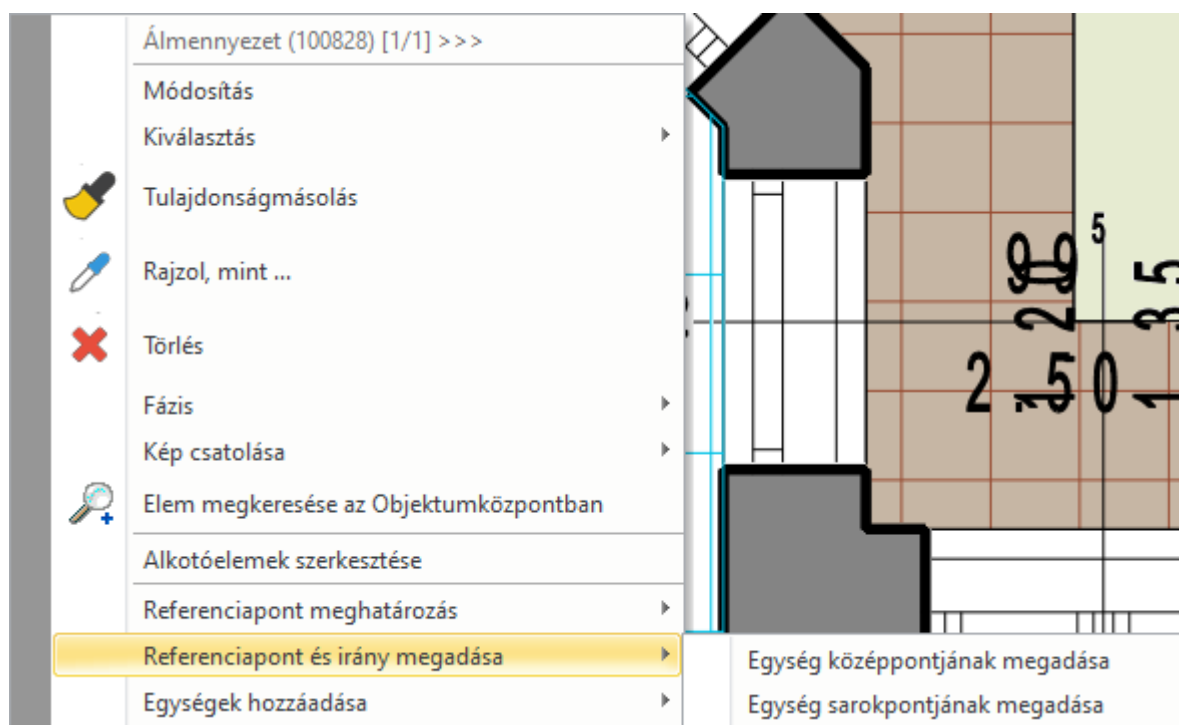 Álmennyezet (100828) [1/1] >>>
Módosítás
Kiválasztás
Tulajdonságmásolás
Rajzol, mint ...
Törlés
Fázis
Kép csatolása
Elem megkeresése az Objektumközpontban
Alkotóelemek szerkesztése
Referenciapont meghatározás
Referenciapont és irány megadása
Egységek hozzáadása
Egység középpontjának megadása
Egység sarokpontjának megadása
5